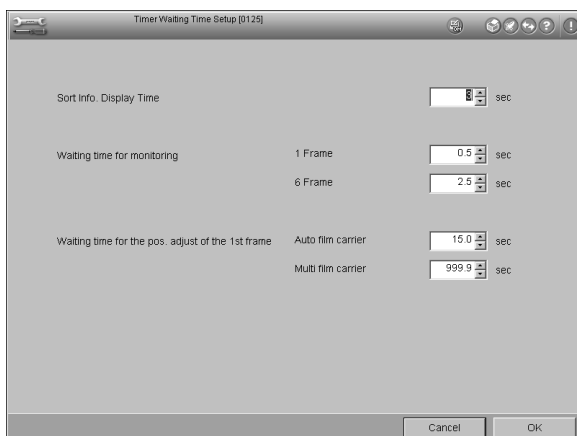 Timer Waiting Time Setup [0125]
Sort Info. Display Time sec
Waiting time for monitoring 1 Frame 0.5 sec
6 Frame 2.5 sec
Waiting time for the pos. adjust of the 1st frame Auto film carrier 15.0 sec
Multi film carrier 999.9 sec
Cancel OK